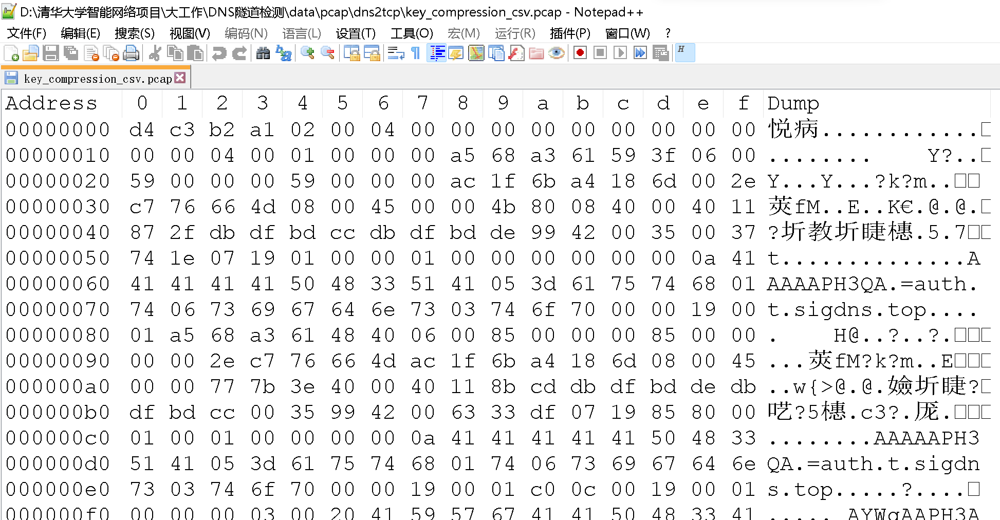 D:\清华大学智能网络项目\大工作\DNS隧道检测\data\pcap\dns2tcp\key_compression_csv.pcap - Notepad++
文件(F) 编辑(E) 搜索(S) 视图(V) 编码(N) 语言(L) 设置(T) 工具(O) 宏(M) 运行(R) 插件(P) 窗口(W) ?
key_compression_csv.pcap
Address 0 1 2 3 4 5 6 7 8 9 a b c d e f Dump
00000000 d4 c3 b2 a1 02 00 04 00 00 00 00 00 00 00 00 00 悦病............
00000010 00 00 04 00 01 00 00 00 a5 68 a3 61 59 3f 06 00 ........ Y?..
00000020 59 00 00 00 59 00 00 00 ac 1f 6b a4 18 6d 00 2e Y...Y...?k?m..
00000030 c7 76 66 4d 08 00 45 00 00 4b 80 08 40 00 40 11 莢fM..E..K€.@.@.
00000040 87 2f db df bd cc db df bd de 99 42 00 35 00 37 ?圻教圻睫橞.5.7
00000050 74 1e 07 19 01 00 00 01 00 00 00 00 00 00 0a 41 t..............A
00000060 41 41 41 41 50 48 33 51 41 05 3d 61 75 74 68 01 AAAAPH3QA.=auth.
00000070 74 06 73 69 67 64 6e 73 03 74 6f 70 00 00 19 00 t.sigdns.top....
00000080 01 a5 68 a3 61 48 40 06 00 85 00 00 00 85 00 00 . H@..?..?.
00000090 00 00 2e c7 76 66 4d ac 1f 6b a4 18 6d 08 00 45 ...莢fM?k?m..E
000000a0 00 00 77 7b 3e 40 00 40 11 8b cd db df bd de db ..w{>@.@.嬐圻睫?
000000b0 df bd cc 00 35 99 42 00 63 33 df 07 19 85 80 00 ?5橞.c3?.厐.
000000c0 01 00 01 00 00 00 00 0a 41 41 41 41 41 50 48 33 ........AAAAAPH3
000000d0 51 41 05 3d 61 75 74 68 01 74 06 73 69 67 64 6e QA.=auth.t.sigdn
000000e0 73 03 74 6f 70 00 00 19 00 01 c0 0c 00 19 00 01 s.top.....?....
000000f0 00 00 00 03 00 20 41 59 57 67 41 41 50 48 33 41 ..... AYWgAAPH3A